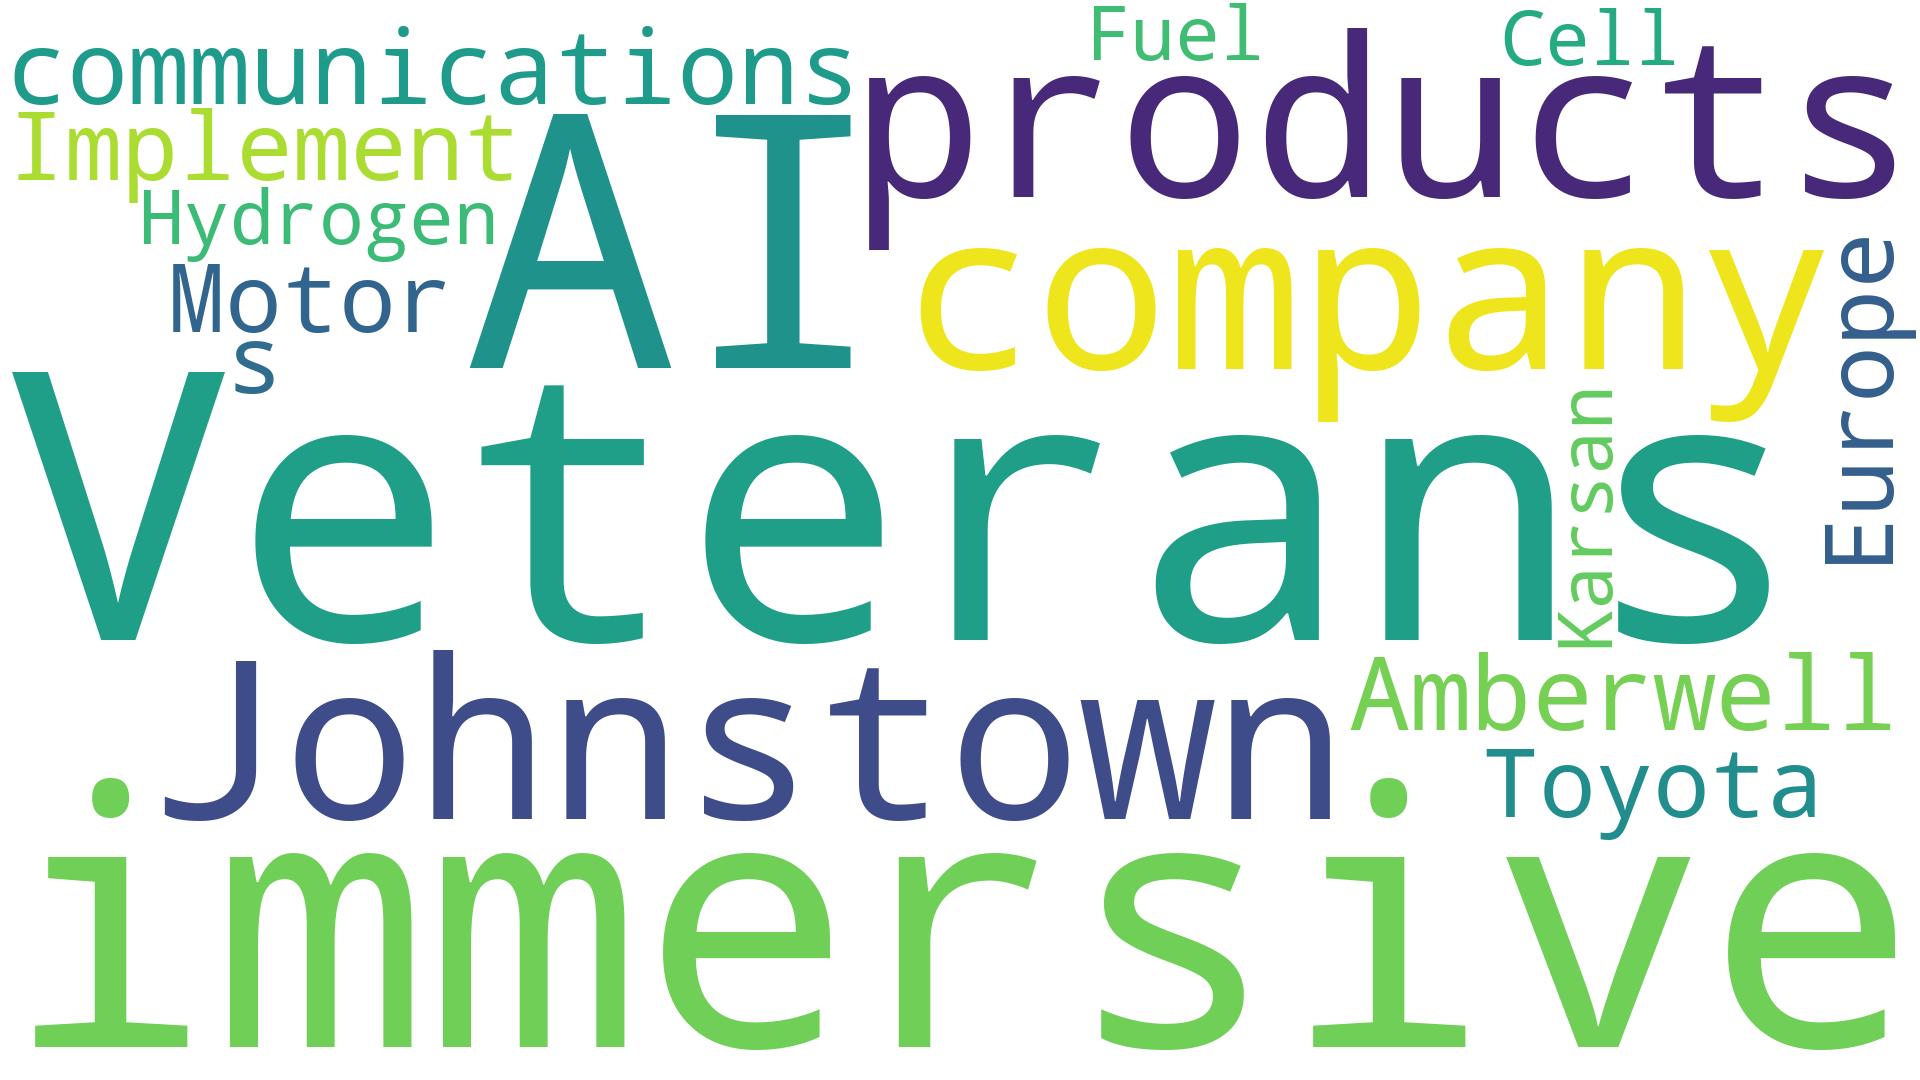 Fuel
Cell
communications
products
Implement
AI
Hydrogen
company
Motor
Europe
s
Veterans
Karsan
Johnstown
Amberwell
Toyota
immersive